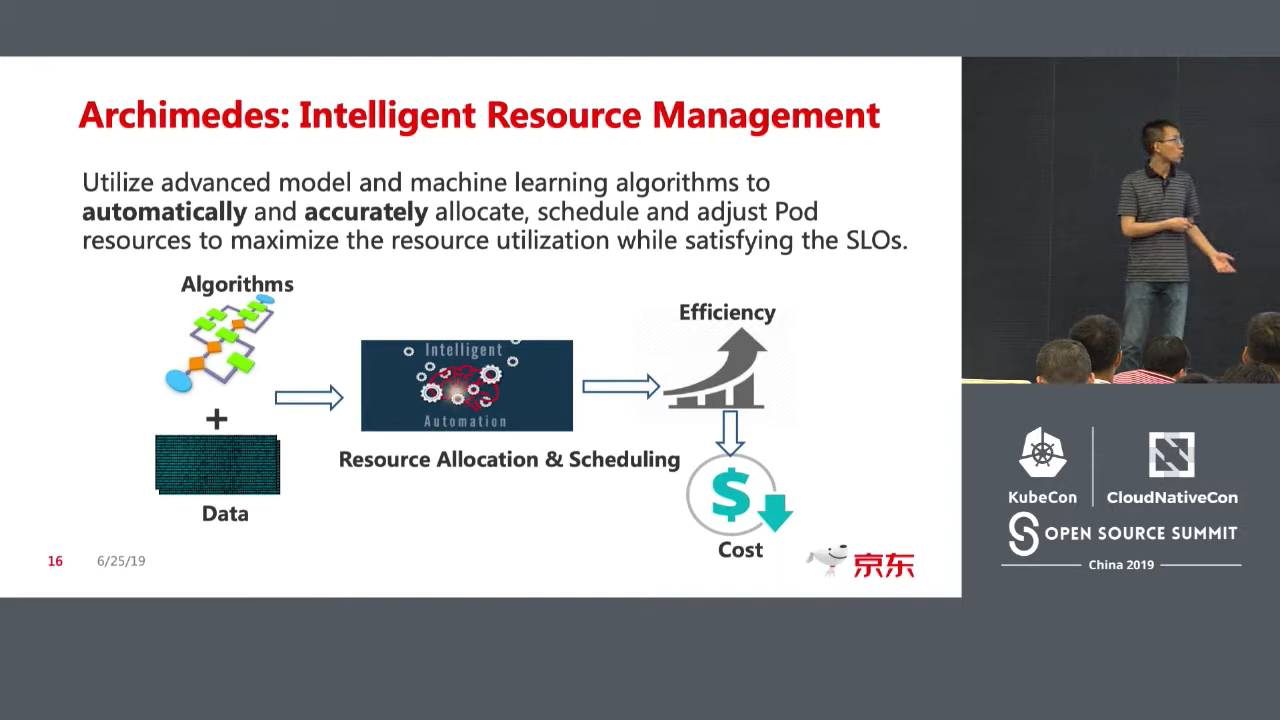 Archimedes: Intelligent Resource Management
Utilize advanced model and machine learning algorithms to
automatically and accurately allocate, schedule and adjust Pod
resources to maximize the resource utilization while satisfying the SLOs.
Algorithms
+
Data
Intelligent
Automation
Resource Allocation & Scheduling
Efficiency
$
Cost
16
6/25/19
京东
KubeCon
CloudNativeCon
OPEN SOURCE SUMMIT
China 2019